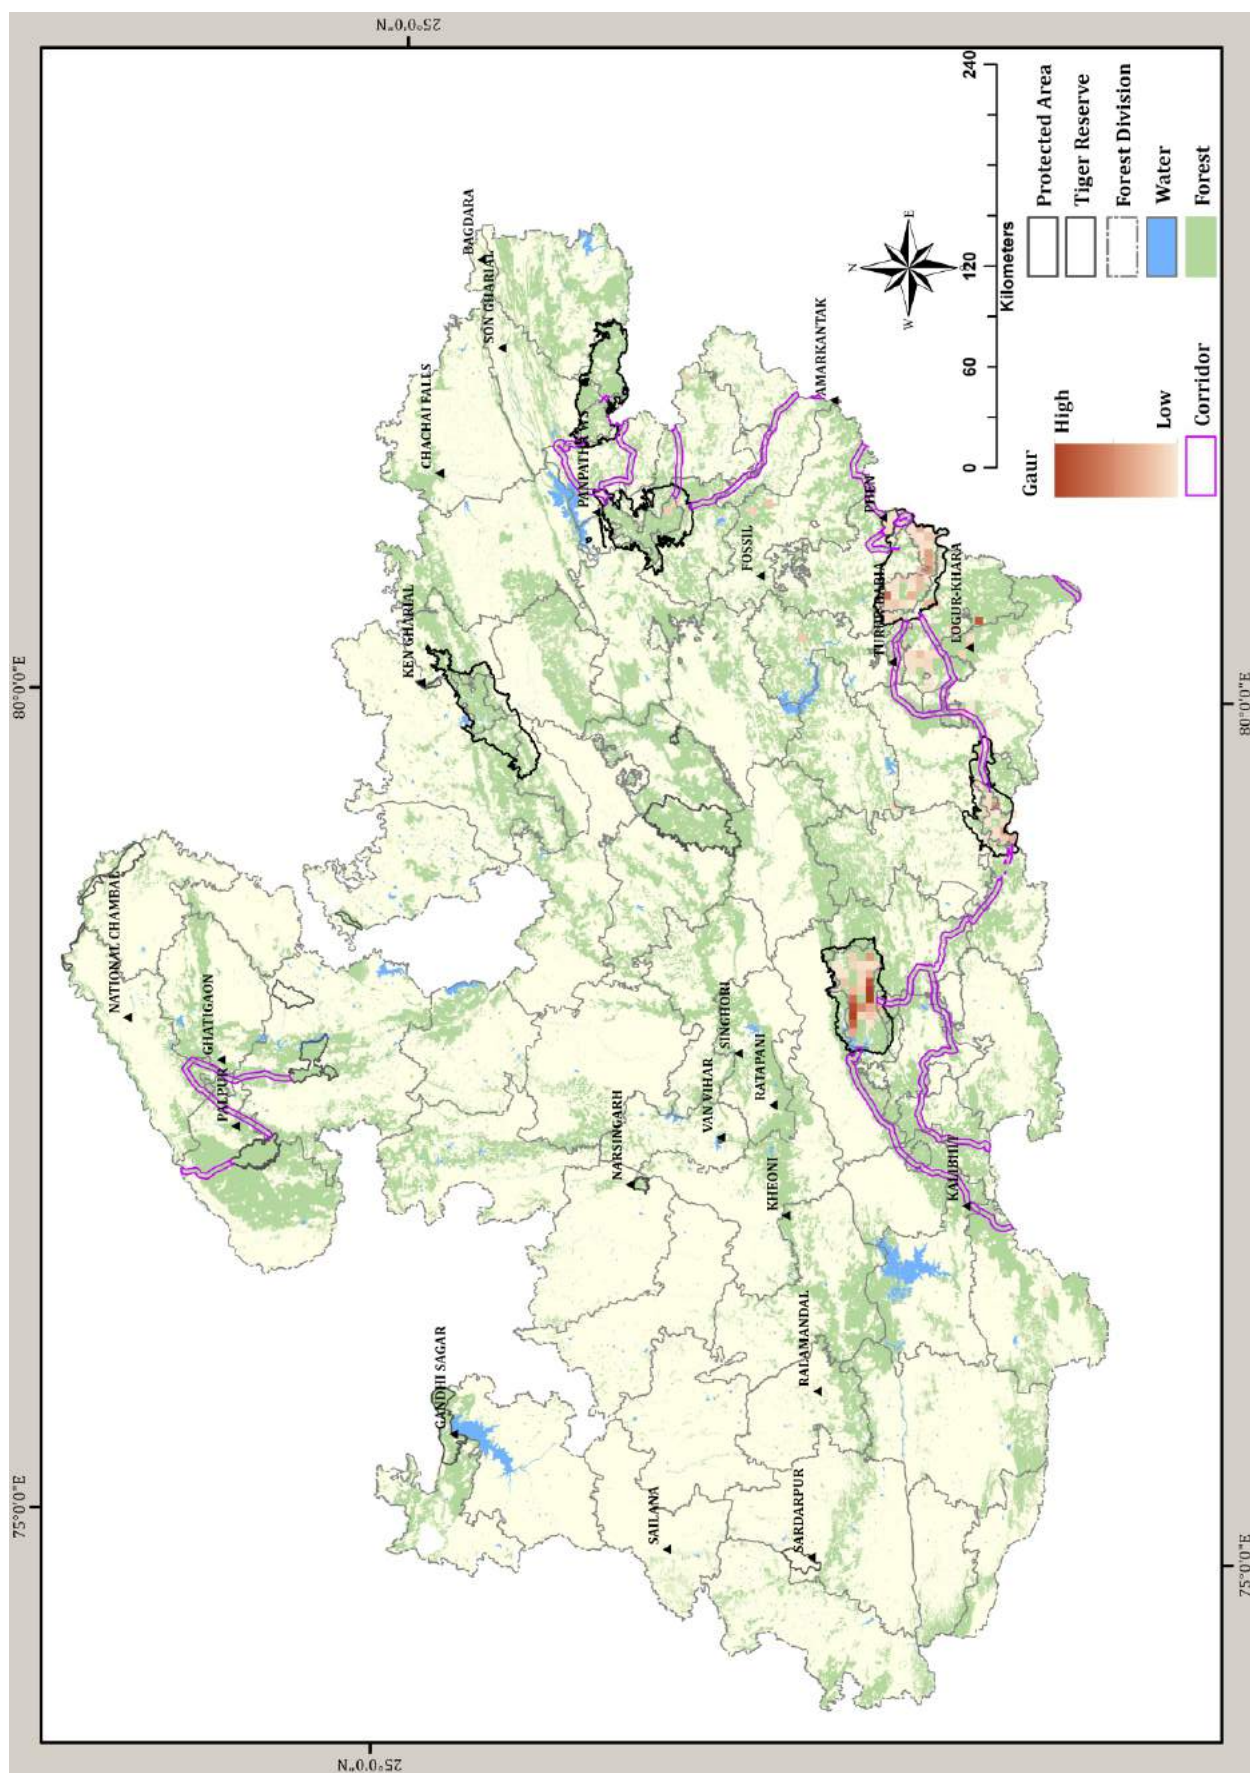 80°0'0"E
75°0'0"E
25°0'0"N
25°0'0"N
80°0'0"E
75°0'0"E
NATIONAL CHAMBAL
GHATIGAON
PALPUR
GANDHI SAGAR
BAGDARA
SON GHARIAL
CHACHAI FALLS
KEN GHARIAL
PANPATHA WS
NARSINGARH
SAILANA
SINGHORI
VAN VIHAR
RATAPANI
KHEONI
RALAMANDAL
SARDARPUR
FOSSIL
AMARKANTAK
PHEN
LOGUR-KHARA
KALIBHIT
N
W
E
0
60
120
240
Kilometers
Gaur
High
Low
Corridor
Protected Area
Tiger Reserve
Forest Division
Water
Forest